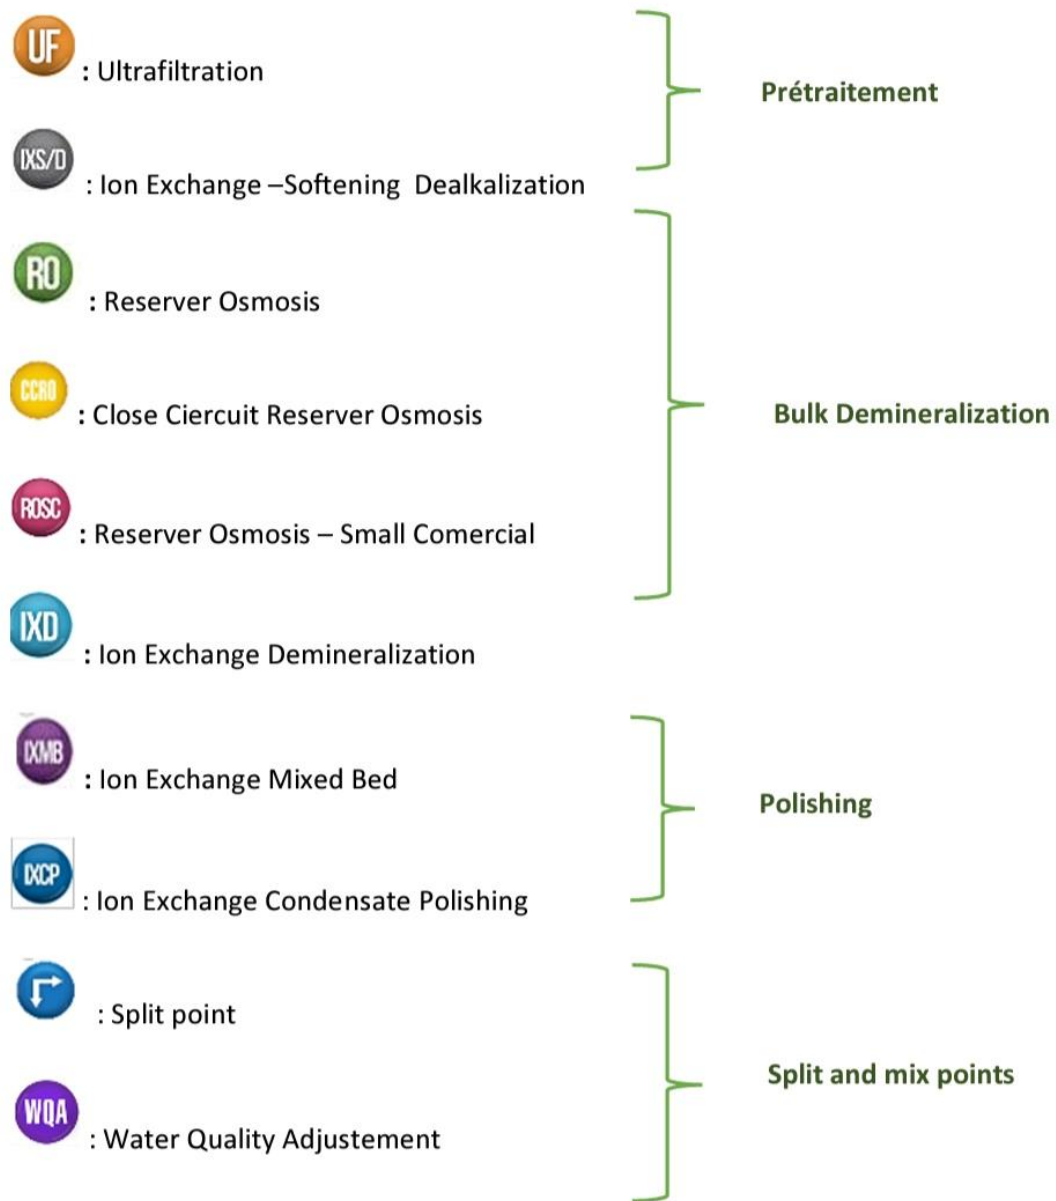 UF : Ultrafiltration
Prétraitement
IXS/D : Ion Exchange –Softening Dealkalization
RO : Reserver Osmosis
CCRO : Close Ciercuit Reserver Osmosis
Bulk Demineralization
ROSC : Reserver Osmosis – Small Comercial
IXD : Ion Exchange Demineralization
IXMB : Ion Exchange Mixed Bed
Polishing
IXCP : Ion Exchange Condensate Polishing
: Split point
Split and mix points
WQA : Water Quality Adjustement